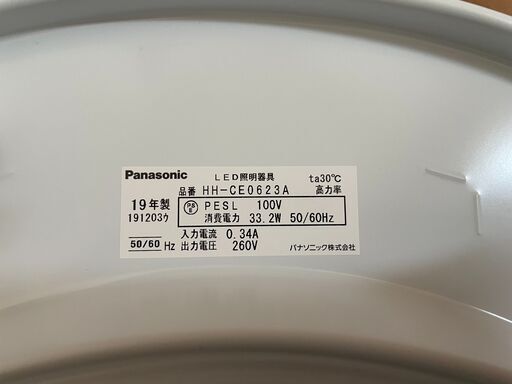 Panasonic LED照明器具 ta30℃
品番 HH-CE0623A 高力率
19年製 PS E PESL 100V
191203ウ 消費電力 33.2W 50/60Hz
入力電流 0.34A
50/60 Hz 出力電圧 260V パナソニック株式会社